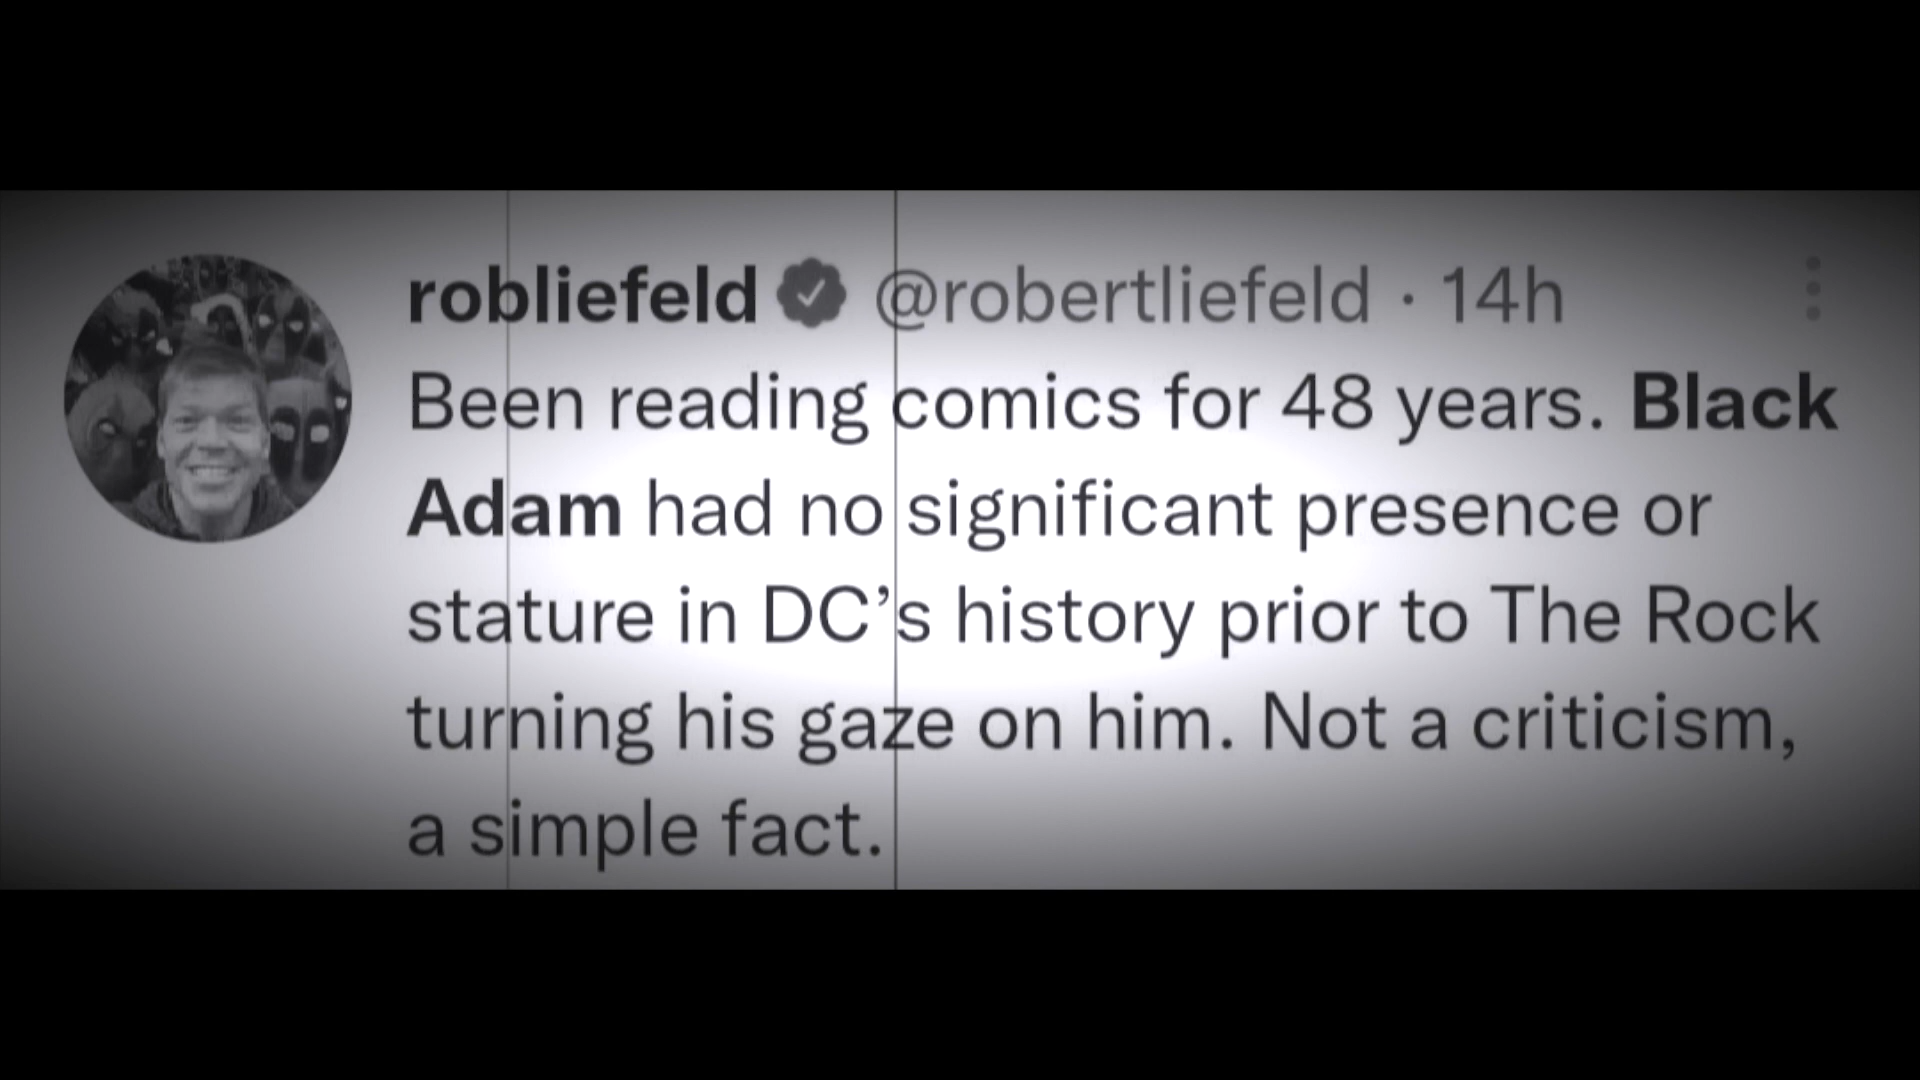 robliefeld @robertliefeld · 14h
Been reading comics for 48 years. Black
Adam had no significant presence or
stature in DC’s history prior to The Rock
turning his gaze on him. Not a criticism,
a simple fact.